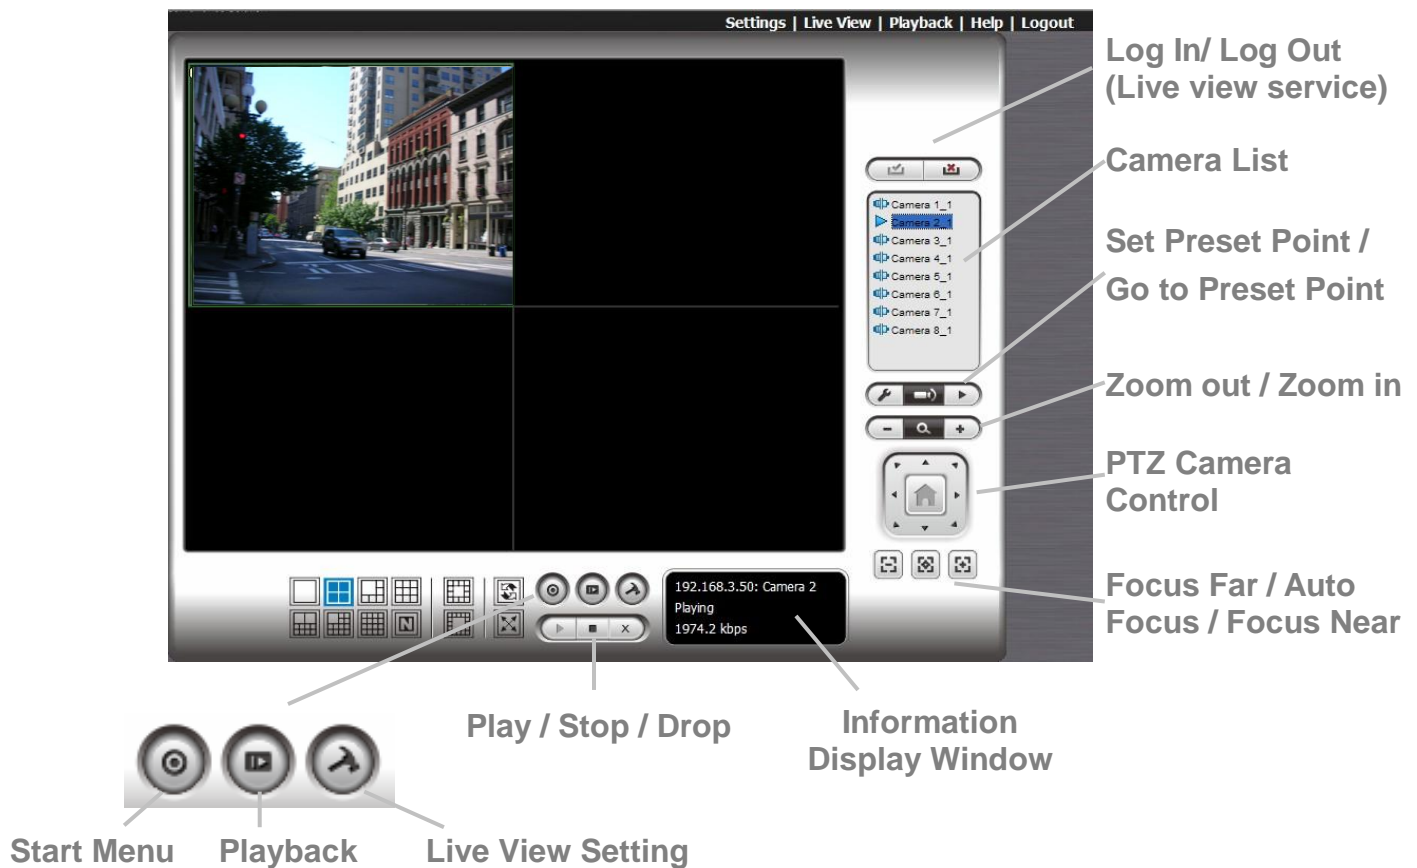 Settings | Live View | Playback | Help | Logout
Log In/ Log Out
(Live view service)
Camera List
Camera 1_1
Camera 2_1
Camera 3_1
Camera 4_1
Camera 5_1
Camera 6_1
Camera 7_1
Camera 8_1
Set Preset Point /
Go to Preset Point
Zoom out / Zoom in
PTZ Camera
Control
Focus Far / Auto
Focus / Focus Near
192.168.3.50: Camera 2
Playing
1974.2 kbps
N
X
Play / Stop / Drop
Information
Display Window
Start Menu
Playback
Live View Setting